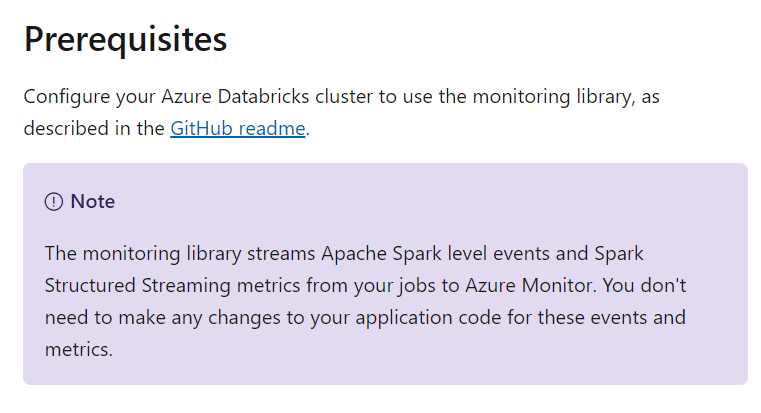 Prerequisites
Configure your Azure Databricks cluster to use the monitoring library, as
described in the GitHub readme.
Note
The monitoring library streams Apache Spark level events and Spark
Structured Streaming metrics from your jobs to Azure Monitor. You don't
need to make any changes to your application code for these events and
metrics.